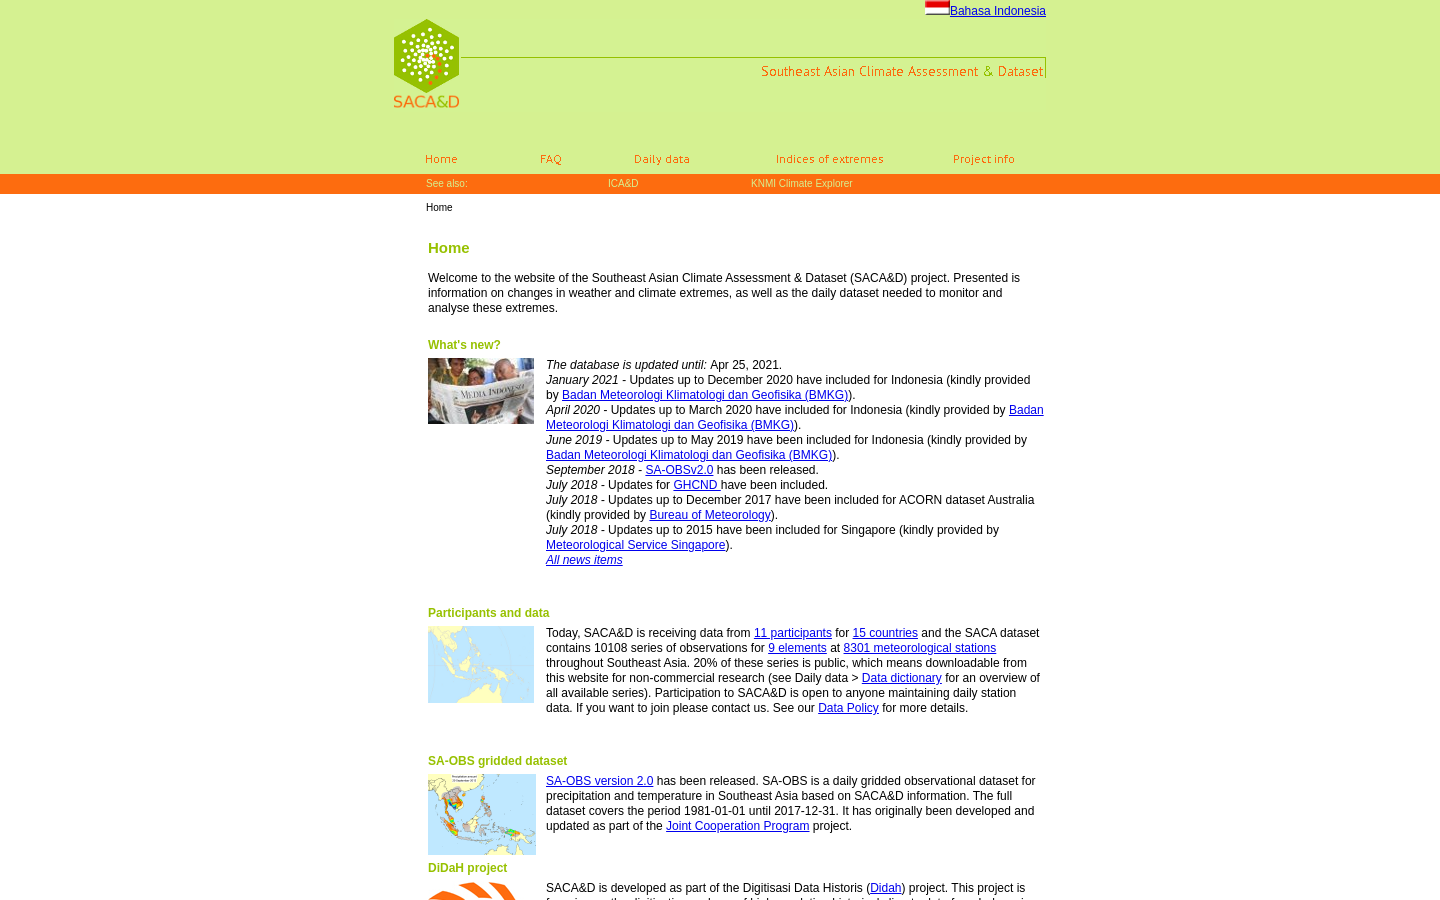 Bahasa Indonesia
Southeast Asian Climate Assessment & Dataset
SACA&D
Home FAQ Daily data Indices of extremes Project info
See also: ICA&D KNMI Climate Explorer
Home
Home
Welcome to the website of the Southeast Asian Climate Assessment & Dataset (SACA&D) project. Presented is
information on changes in weather and climate extremes, as well as the daily dataset needed to monitor and
analyse these extremes.
What's new?
MEDIA INDONESIA
The database is updated until: Apr 25, 2021.
January 2021 - Updates up to December 2020 have included for Indonesia (kindly provided
by Badan Meteorologi Klimatologi dan Geofisika (BMKG)).
April 2020 - Updates up to March 2020 have included for Indonesia (kindly provided by Badan
Meteorologi Klimatologi dan Geofisika (BMKG)).
June 2019 - Updates up to May 2019 have been included for Indonesia (kindly provided by
Badan Meteorologi Klimatologi dan Geofisika (BMKG)).
September 2018 - SA-OBSv2.0 has been released.
July 2018 - Updates for GHCND have been included.
July 2018 - Updates up to December 2017 have been included for ACORN dataset Australia
(kindly provided by Bureau of Meteorology).
July 2018 - Updates up to 2015 have been included for Singapore (kindly provided by
Meteorological Service Singapore).
All news items
Participants and data
Today, SACA&D is receiving data from 11 participants for 15 countries and the SACA dataset
contains 10108 series of observations for 9 elements at 8301 meteorological stations
throughout Southeast Asia. 20% of these series is public, which means downloadable from
this website for non-commercial research (see Daily data > Data dictionary for an overview of
all available series). Participation to SACA&D is open to anyone maintaining daily station
data. If you want to join please contact us. See our Data Policy for more details.
SA-OBS gridded dataset
SA-OBS version 2.0 has been released. SA-OBS is a daily gridded observational dataset for
precipitation and temperature in Southeast Asia based on SACA&D information. The full
dataset covers the period 1981-01-01 until 2017-12-31. It has originally been developed and
updated as part of the Joint Cooperation Program project.
DiDaH project
SACA&D is developed as part of the Digitisasi Data Historis (Didah) project. This project is